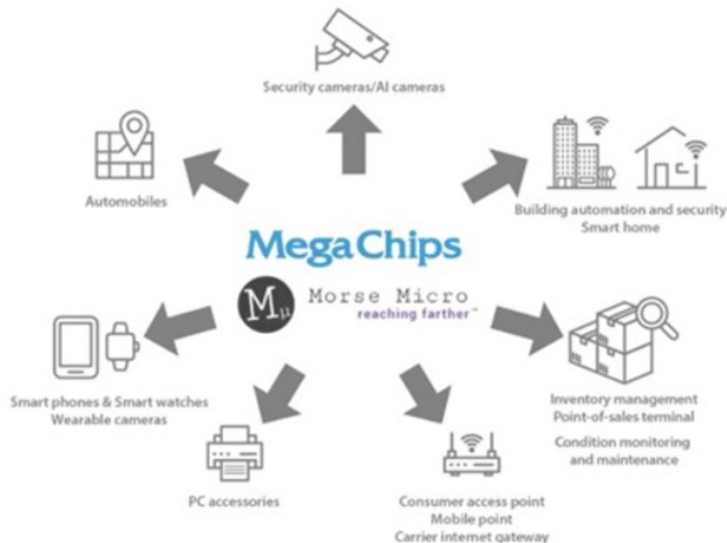 Security cameras/AI cameras
Automobiles
Building automation and security
Smart home
MegaChips
Mμ Morse Micro
reaching farther™
Smart phones & Smart watches
Wearable cameras
Inventory management
Point-of-sales terminal
Condition monitoring
and maintenance
PC accessories
Consumer access point
Mobile point
Carrier internet gateway